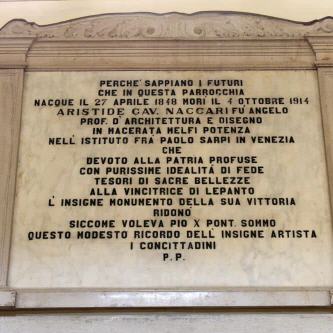 PERCHE' SAPPIANO I FUTURI
CHE IN QUESTA PARROCCHIA
NACQUE IL 27 APRILE 1848 MORÌ IL 4 OTTOBRE 1914
ARISTIDE CAV. NACCARI FU ANGELO
PROF. D'ARCHITETTURA E DISEGNO
IN MACERATA MELFI POTENZA
NELL'ISTITUTO FRA PAOLO SARPI IN VENEZIA
CHE
DEVOTO ALLA PATRIA PROFUSE
CON PURISSIME IDEALITÀ DI FEDE
TESORI DI SACRE BELLEZZE
ALLA VINCITRICE DI LEPANTO
L'INSIGNE MONUMENTO DELLA SUA VITTORIA
RIDONÒ
SICCOME VOLEVA PIO X PONT. SOMMO
QUESTO MODESTO RICORDO DELL'INSIGNE ARTISTA
I CONCITTADINI
P. P.